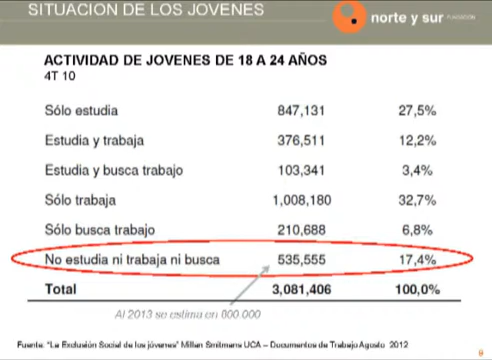 SITUACION DE LOS JOVENES
norte y sur
ACTIVIDAD DE JOVENES DE 18 A 24 AÑOS
4T 10
Sólo estudia 847,131 27,5%
Estudia y trabaja 376,511 12,2%
Estudia y busca trabajo 103,341 3,4%
Sólo trabaja 1,008,180 32,7%
Sólo busca trabajo 210,688 6,8%
No estudia ni trabaja ni busca 535,555 17,4%
Total 3,081,406 100,0%
Al 2013 se estima en 600.000
Fuente: "La Exclusión Social de los jóvenes" Millan Smitmans UCA – Documentos de Trabajo Agosto 2012